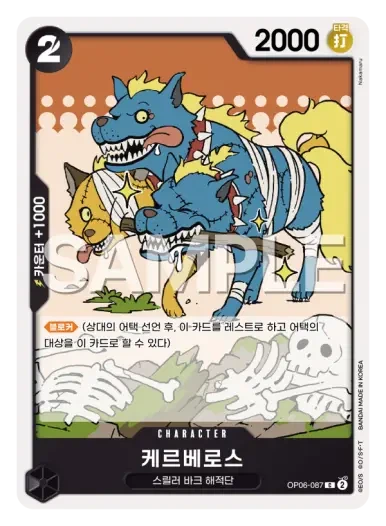 2
2000
타격
打
Nakamaru
카운터 +1000
SAMPLE
블로커 (상대의 어택 선언 후, 이 카드를 레스트로 하고 어택의
대상을 이 카드로 할 수 있다)
CHARACTER
케르베로스
스릴러 바크 해적단
OP06-087 C 2
©E.O/S. ©O/S·F·T BANDAI MADE IN KOREA